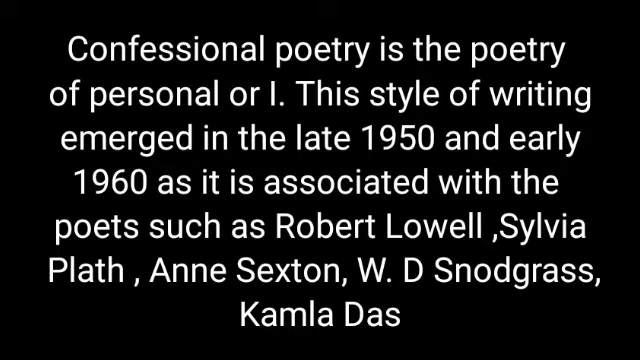 Confessional poetry is the poetry
of personal or I. This style of writing
emerged in the late 1950 and early
1960 as it is associated with the
poets such as Robert Lowell ,Sylvia
Plath , Anne Sexton, W. D Snodgrass,
Kamla Das